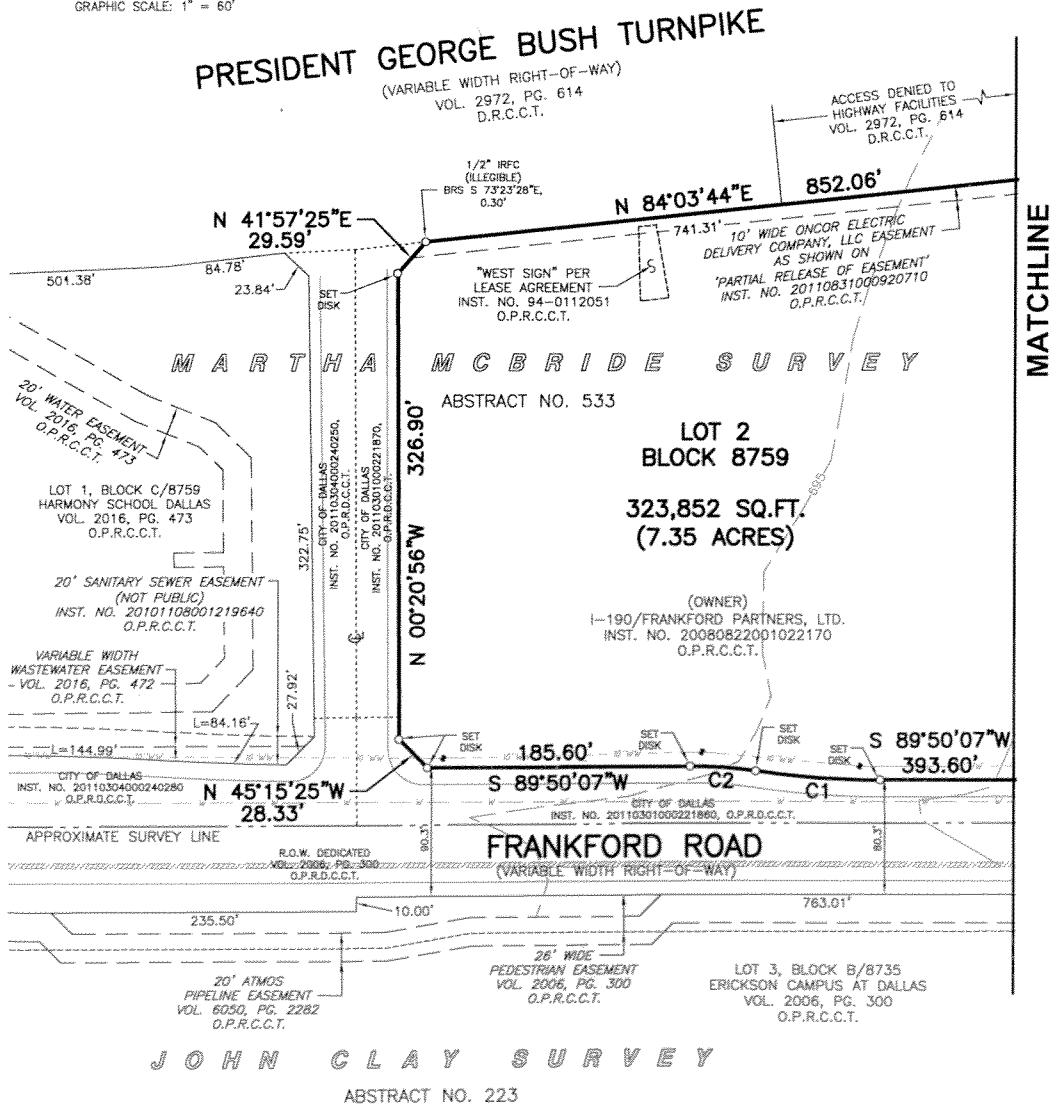 GRAPHIC SCALE: 1" = 60'
PRESIDENT GEORGE BUSH TURNPIKE
(VARIABLE WIDTH RIGHT-OF-WAY)
VOL. 2972, PG. 614
D.R.C.C.T.
ACCESS DENIED TO
HIGHWAY FACILITIES
VOL. 2972, PG. 614
D.R.C.C.T.
1/2" IRFC
(ILLEGIBLE)
BRS S 73°23'28"E,
0.30'
N 41°57'25"E
29.59'
N 84°03'44"E 852.06'
741.31'
501.38'
84.78'
23.84'
SET
DISK
"WEST SIGN" PER
LEASE AGREEMENT
INST. NO. 94-0112051
O.P.R.C.C.T.
S
10' WIDE ONCOR ELECTRIC
DELIVERY COMPANY, LLC EASEMENT
AS SHOWN ON
'PARTIAL RELEASE OF EASEMENT'
INST. NO. 20110831000920710
O.P.R.C.C.T.
MATCHLINE
MARTHA MCBRIDE SURVEY
ABSTRACT NO. 533
20' WATER EASEMENT
VOL. 2016, PG. 473
O.P.R.C.C.T.
LOT 1, BLOCK C/8759
HARMONY SCHOOL DALLAS
VOL. 2016, PG. 473
O.P.R.C.C.T.
322.75'
CITY OF DALLAS
INST. NO. 201103040000240250,
O.P.R.D.C.C.T.
CITY OF DALLAS
INST. NO. 20110301000221870,
O.P.R.D.C.C.T.
N 00°20'56"W 326.90'
LOT 2
BLOCK 8759
323,852 SQ.FT.
(7.35 ACRES)
695
(OWNER)
I-190/FRANKFORD PARTNERS, LTD.
INST. NO. 20080822001022170
O.P.R.C.C.T.
20' SANITARY SEWER EASEMENT
(NOT PUBLIC)
INST. NO. 20101108001219640
O.P.R.C.C.T.
VARIABLE WIDTH
WASTEWATER EASEMENT
VOL. 2016, PG. 472
O.P.R.C.C.T.
27.92'
L=84.16'
L=144.99'
CITY OF DALLAS
INST. NO. 20110304000240280
O.P.R.D.C.C.T.
N 45°15'25"W
28.33'
SET
DISK
185.60'
S 89°50'07"W
SET
DISK
C2
SET
DISK
C1
SET
DISK
S 89°50'07"W
393.60'
CITY OF DALLAS
INST. NO. 20110301000221860, O.P.R.D.C.C.T.
APPROXIMATE SURVEY LINE
R.O.W. DEDICATED
VOL. 2006, PG. 300
O.P.R.D.C.C.T.
90.3'
FRANKFORD ROAD
(VARIABLE WIDTH RIGHT-OF-WAY)
80.3'
235.50'
10.00'
763.01'
20' ATMOS
PIPELINE EASEMENT
VOL. 6050, PG. 2282
O.P.R.C.C.T.
26' WIDE
PEDESTRIAN EASEMENT
VOL. 2006, PG. 300
O.P.R.C.C.T.
LOT 3, BLOCK B/8735
ERICKSON CAMPUS AT DALLAS
VOL. 2006, PG. 300
O.P.R.C.C.T.
JOHN CLAY SURVEY
ABSTRACT NO. 223